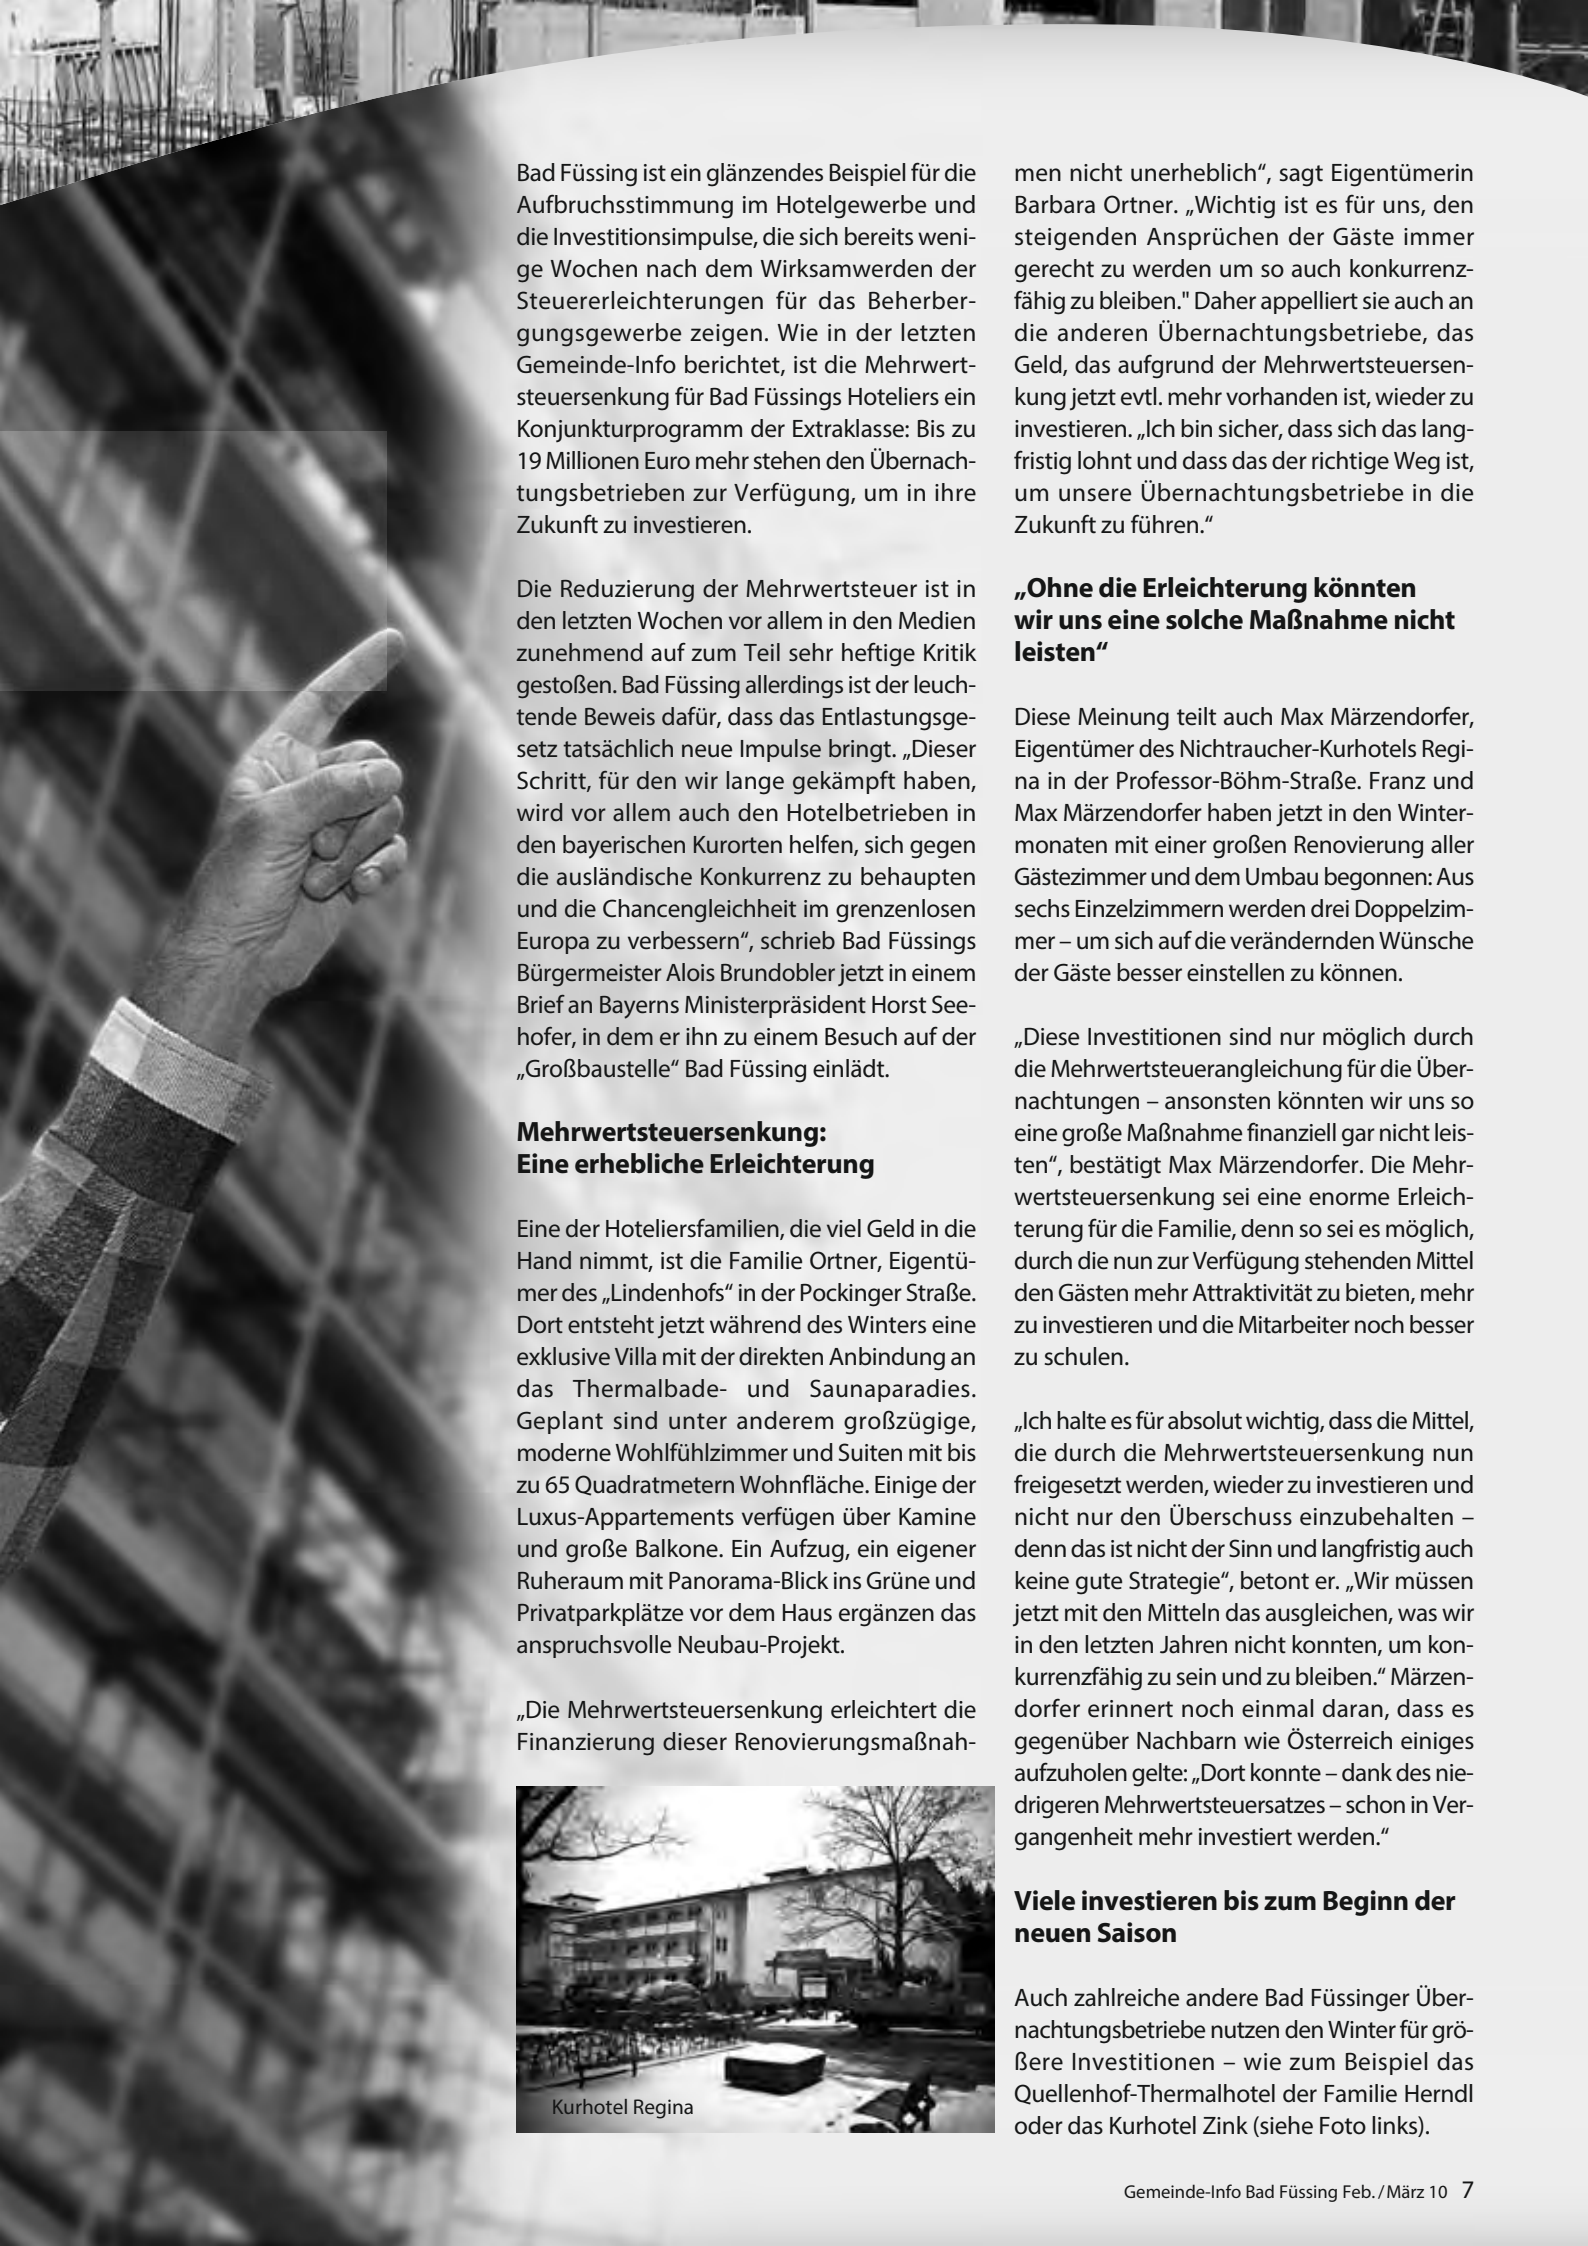 Bad Füssing ist ein glänzendes Beispiel für die
Aufbruchsstimmung im Hotelgewerbe und
die Investitionsimpulse, die sich bereits weni-
ge Wochen nach dem Wirksamwerden der
Steuererleichterungen für das Beherber-
gungsgewerbe zeigen. Wie in der letzten
Gemeinde-Info berichtet, ist die Mehrwert-
steuersenkung für Bad Füssings Hoteliers ein
Konjunkturprogramm der Extraklasse: Bis zu
19 Millionen Euro mehr stehen den Übernach-
tungsbetrieben zur Verfügung, um in ihre
Zukunft zu investieren.

Die Reduzierung der Mehrwertsteuer ist in
den letzten Wochen vor allem in den Medien
zunehmend auf zum Teil sehr heftige Kritik
gestoßen. Bad Füssing allerdings ist der leuch-
tende Beweis dafür, dass das Entlastungsge-
setz tatsächlich neue Impulse bringt. „Dieser
Schritt, für den wir lange gekämpft haben,
wird vor allem auch den Hotelbetrieben in
den bayerischen Kurorten helfen, sich gegen
die ausländische Konkurrenz zu behaupten
und die Chancengleichheit im grenzenlosen
Europa zu verbessern“, schrieb Bad Füssings
Bürgermeister Alois Brundobler jetzt in einem
Brief an Bayerns Ministerpräsident Horst See-
hofer, in dem er ihn zu einem Besuch auf der
„Großbaustelle“ Bad Füssing einlädt.

Mehrwertsteuersenkung:
Eine erhebliche Erleichterung

Eine der Hoteliersfamilien, die viel Geld in die
Hand nimmt, ist die Familie Ortner, Eigentü-
mer des „Lindenhofs“ in der Pockinger Straße.
Dort entsteht jetzt während des Winters eine
exklusive Villa mit der direkten Anbindung an
das Thermalbade- und Saunaparadies.
Geplant sind unter anderem großzügige,
moderne Wohlfühlzimmer und Suiten mit bis
zu 65 Quadratmetern Wohnfläche. Einige der
Luxus-Appartements verfügen über Kamine
und große Balkone. Ein Aufzug, ein eigener
Ruheraum mit Panorama-Blick ins Grüne und
Privatparkplätze vor dem Haus ergänzen das
anspruchsvolle Neubau-Projekt.

„Die Mehrwertsteuersenkung erleichtert die
Finanzierung dieser Renovierungsmaßnah-
Kurhotel Regina

men nicht unerheblich“, sagt Eigentümerin
Barbara Ortner. „Wichtig ist es für uns, den
steigenden Ansprüchen der Gäste immer
gerecht zu werden um so auch konkurrenz-
fähig zu bleiben." Daher appelliert sie auch an
die anderen Übernachtungsbetriebe, das
Geld, das aufgrund der Mehrwertsteuersen-
kung jetzt evtl. mehr vorhanden ist, wieder zu
investieren. „Ich bin sicher, dass sich das lang-
fristig lohnt und dass das der richtige Weg ist,
um unsere Übernachtungsbetriebe in die
Zukunft zu führen.“

„Ohne die Erleichterung könnten
wir uns eine solche Maßnahme nicht
leisten“

Diese Meinung teilt auch Max Märzendorfer,
Eigentümer des Nichtraucher-Kurhotels Regi-
na in der Professor-Böhm-Straße. Franz und
Max Märzendorfer haben jetzt in den Winter-
monaten mit einer großen Renovierung aller
Gästezimmer und dem Umbau begonnen: Aus
sechs Einzelzimmern werden drei Doppelzim-
mer – um sich auf die verändernden Wünsche
der Gäste besser einstellen zu können.

„Diese Investitionen sind nur möglich durch
die Mehrwertsteuerangleichung für die Über-
nachtungen – ansonsten könnten wir uns so
eine große Maßnahme finanziell gar nicht leis-
ten“, bestätigt Max Märzendorfer. Die Mehr-
wertsteuersenkung sei eine enorme Erleich-
terung für die Familie, denn so sei es möglich,
durch die nun zur Verfügung stehenden Mittel
den Gästen mehr Attraktivität zu bieten, mehr
zu investieren und die Mitarbeiter noch besser
zu schulen.

„Ich halte es für absolut wichtig, dass die Mittel,
die durch die Mehrwertsteuersenkung nun
freigesetzt werden, wieder zu investieren und
nicht nur den Überschuss einzubehalten –
denn das ist nicht der Sinn und langfristig auch
keine gute Strategie“, betont er. „Wir müssen
jetzt mit den Mitteln das ausgleichen, was wir
in den letzten Jahren nicht konnten, um kon-
kurrenzfähig zu sein und zu bleiben.“ Märzen-
dorfer erinnert noch einmal daran, dass es
gegenüber Nachbarn wie Österreich einiges
aufzuholen gelte: „Dort konnte – dank des nie-
drigeren Mehrwertsteuersatzes – schon in Ver-
gangenheit mehr investiert werden.“

Viele investieren bis zum Beginn der
neuen Saison

Auch zahlreiche andere Bad Füssinger Über-
nachtungsbetriebe nutzen den Winter für grö-
ßere Investitionen – wie zum Beispiel das
Quellenhof-Thermalhotel der Familie Herndl
oder das Kurhotel Zink (siehe Foto links).

Gemeinde-Info Bad Füssing Feb. / März 10 7